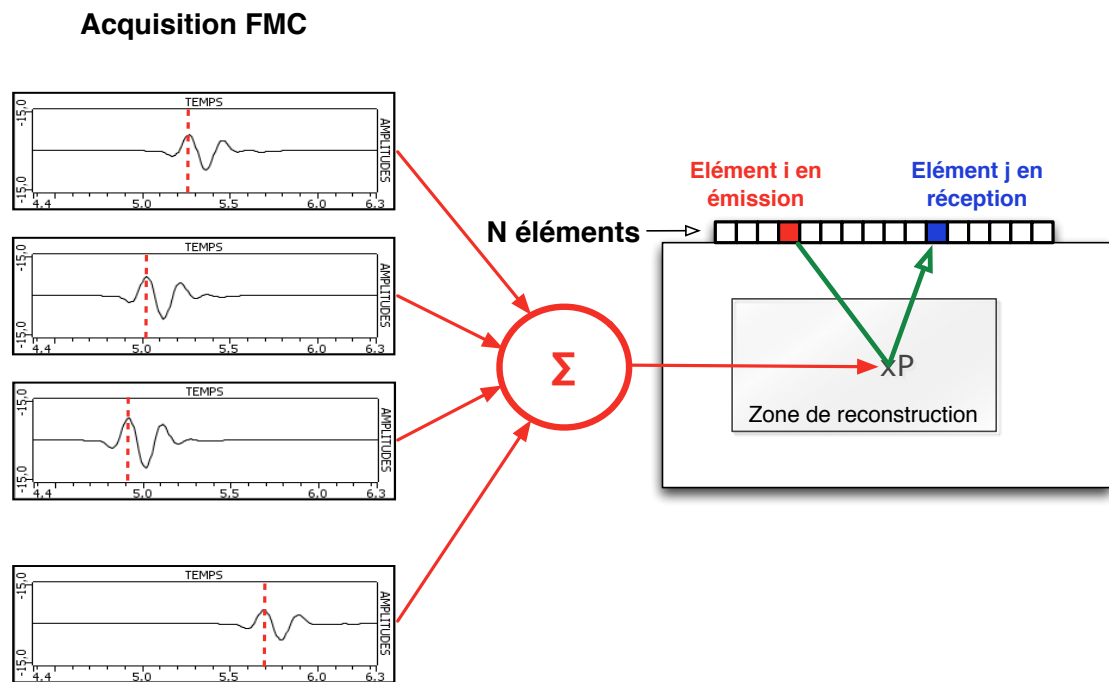 Acquisition FMC
TEMPS
-15,0
-15,0
AMPLITUDES
4.4 5.0 5.5 6.0 6.3
TEMPS
-15,0
-15,0
AMPLITUDES
4.4 5.0 5.5 6.0 6.3
TEMPS
-15,0
-15,0
AMPLITUDES
4.4 5.0 5.5 6.0 6.3
TEMPS
-15,0
-15,0
AMPLITUDES
4.4 5.0 5.5 6.0 6.3
Σ
Elément i en
émission
Elément j en
réception
N éléments
xP
Zone de reconstruction